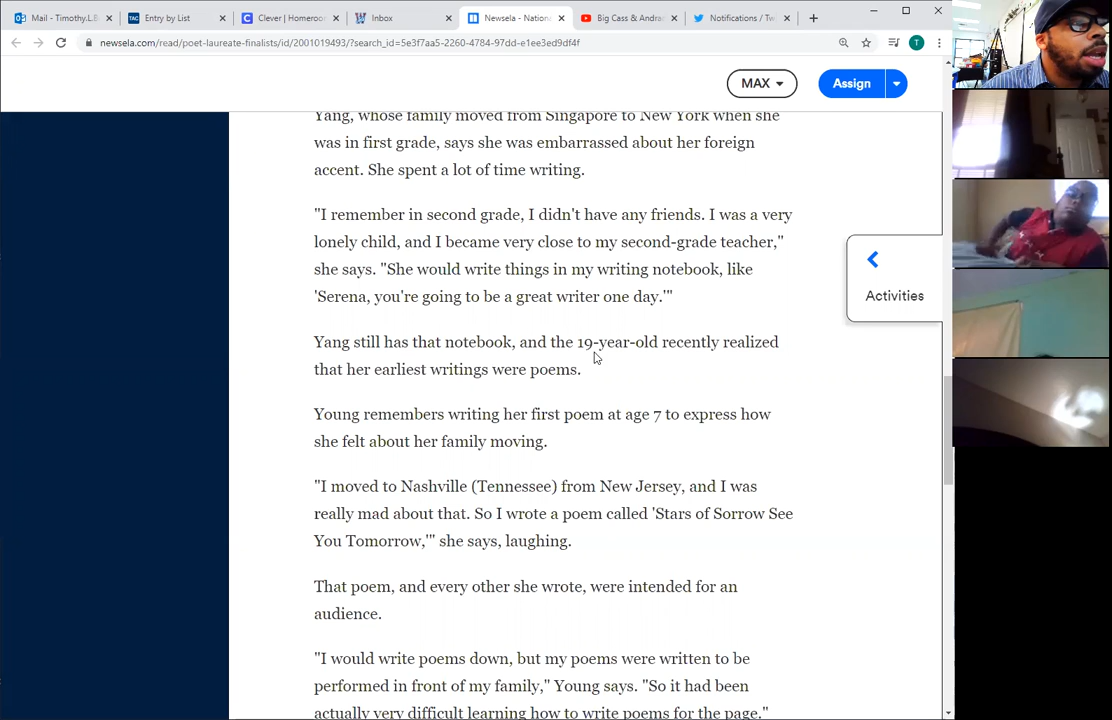 Mail - Timothy.L.B
Entry by List
Clever | Homeroom
Inbox
Newsela - Nation
Big Cass & Andra
Notifications / Tw
newsela.com/read/poet-laureate-finalists/id/2001019493/?search_id=5e3f7aa5-2260-4784-97dd-e1ee3ed9df4f
T
MAX
Assign
Yang, whose family moved from Singapore to New York when she
was in first grade, says she was embarrassed about her foreign
accent. She spent a lot of time writing.
"I remember in second grade, I didn't have any friends. I was a very
lonely child, and I became very close to my second-grade teacher,"
she says. "She would write things in my writing notebook, like
'Serena, you're going to be a great writer one day.'"
Activities
Yang still has that notebook, and the 19-year-old recently realized
that her earliest writings were poems.
Young remembers writing her first poem at age 7 to express how
she felt about her family moving.
"I moved to Nashville (Tennessee) from New Jersey, and I was
really mad about that. So I wrote a poem called 'Stars of Sorrow See
You Tomorrow,'" she says, laughing.
That poem, and every other she wrote, were intended for an
audience.
"I would write poems down, but my poems were written to be
performed in front of my family," Young says. "So it had been
actually very difficult learning how to write poems for the page."